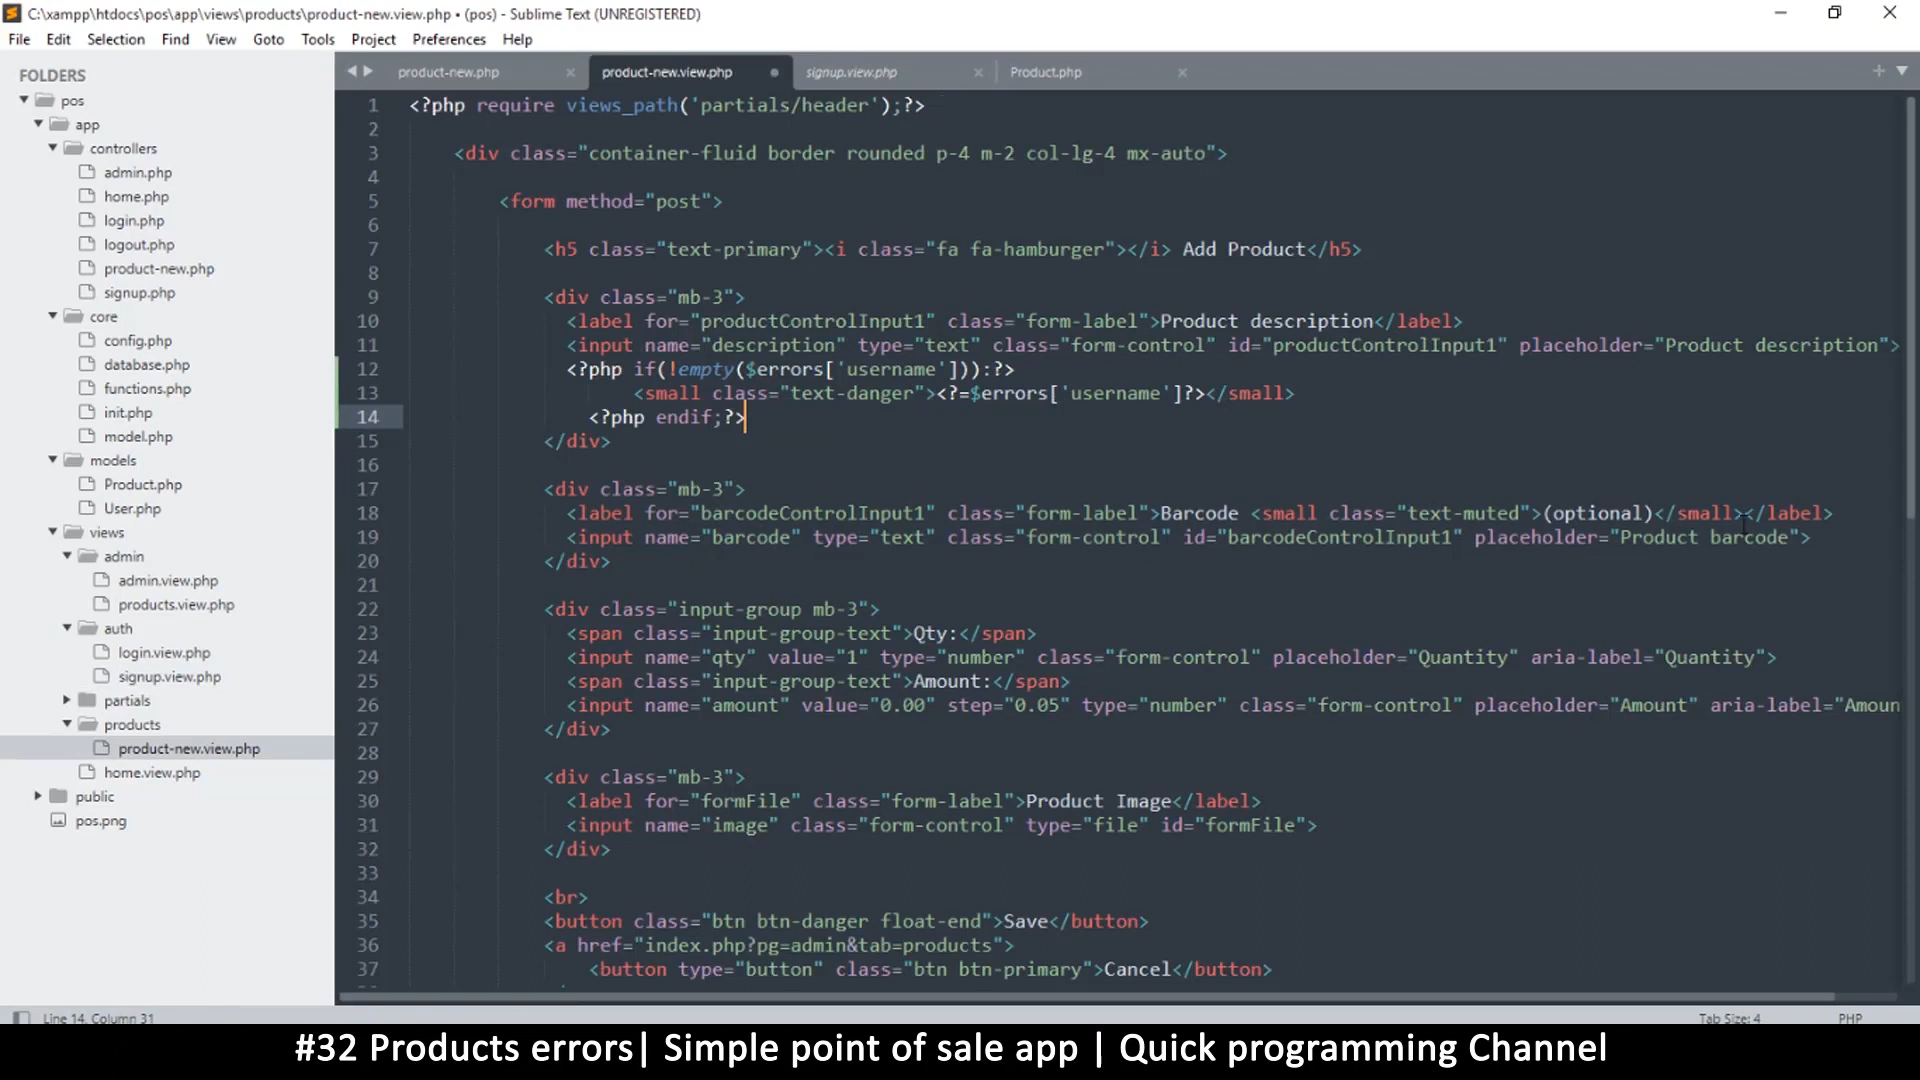 C:\xampp\htdocs\pos\app\views\products\product-new.view.php • (pos) - Sublime Text (UNREGISTERED)
File Edit Selection Find View Goto Tools Project Preferences Help
FOLDERS
pos
app
controllers
admin.php
home.php
login.php
logout.php
product-new.php
signup.php
core
config.php
database.php
functions.php
init.php
model.php
models
Product.php
User.php
views
admin
admin.view.php
products.view.php
auth
login.view.php
signup.view.php
partials
products
product-new.view.php
home.view.php
public
pos.png
product-new.php product-new.view.php signup.view.php Product.php
1 <?php require views_path('partials/header');?>
2
3 <div class="container-fluid border rounded p-4 m-2 col-lg-4 mx-auto">
4
5 <form method="post">
6
7 <h5 class="text-primary"><i class="fa fa-hamburger"></i> Add Product</h5>
8
9 <div class="mb-3">
10 <label for="productControlInput1" class="form-label">Product description</label>
11 <input name="description" type="text" class="form-control" id="productControlInput1" placeholder="Product description">
12 <?php if(!empty($errors['username'])):?>
13 <small class="text-danger"><?=$errors['username']?></small>
14 <?php endif;?>
15 </div>
16
17 <div class="mb-3">
18 <label for="barcodeControlInput1" class="form-label">Barcode <small class="text-muted">(optional)</small></label>
19 <input name="barcode" type="text" class="form-control" id="barcodeControlInput1" placeholder="Product barcode">
20 </div>
21
22 <div class="input-group mb-3">
23 <span class="input-group-text">Qty:</span>
24 <input name="qty" value="1" type="number" class="form-control" placeholder="Quantity" aria-label="Quantity">
25 <span class="input-group-text">Amount:</span>
26 <input name="amount" value="0.00" step="0.05" type="number" class="form-control" placeholder="Amount" aria-label="Amoun
27 </div>
28
29 <div class="mb-3">
30 <label for="formFile" class="form-label">Product Image</label>
31 <input name="image" class="form-control" type="file" id="formFile">
32 </div>
33
34 <br>
35 <button class="btn btn-danger float-end">Save</button>
36 <a href="index.php?pg=admin&tab=products">
37 <button type="button" class="btn btn-primary">Cancel</button>
Line 14, Column 31 Tab Size: 4 PHP
#32 Products errors| Simple point of sale app | Quick programming Channel